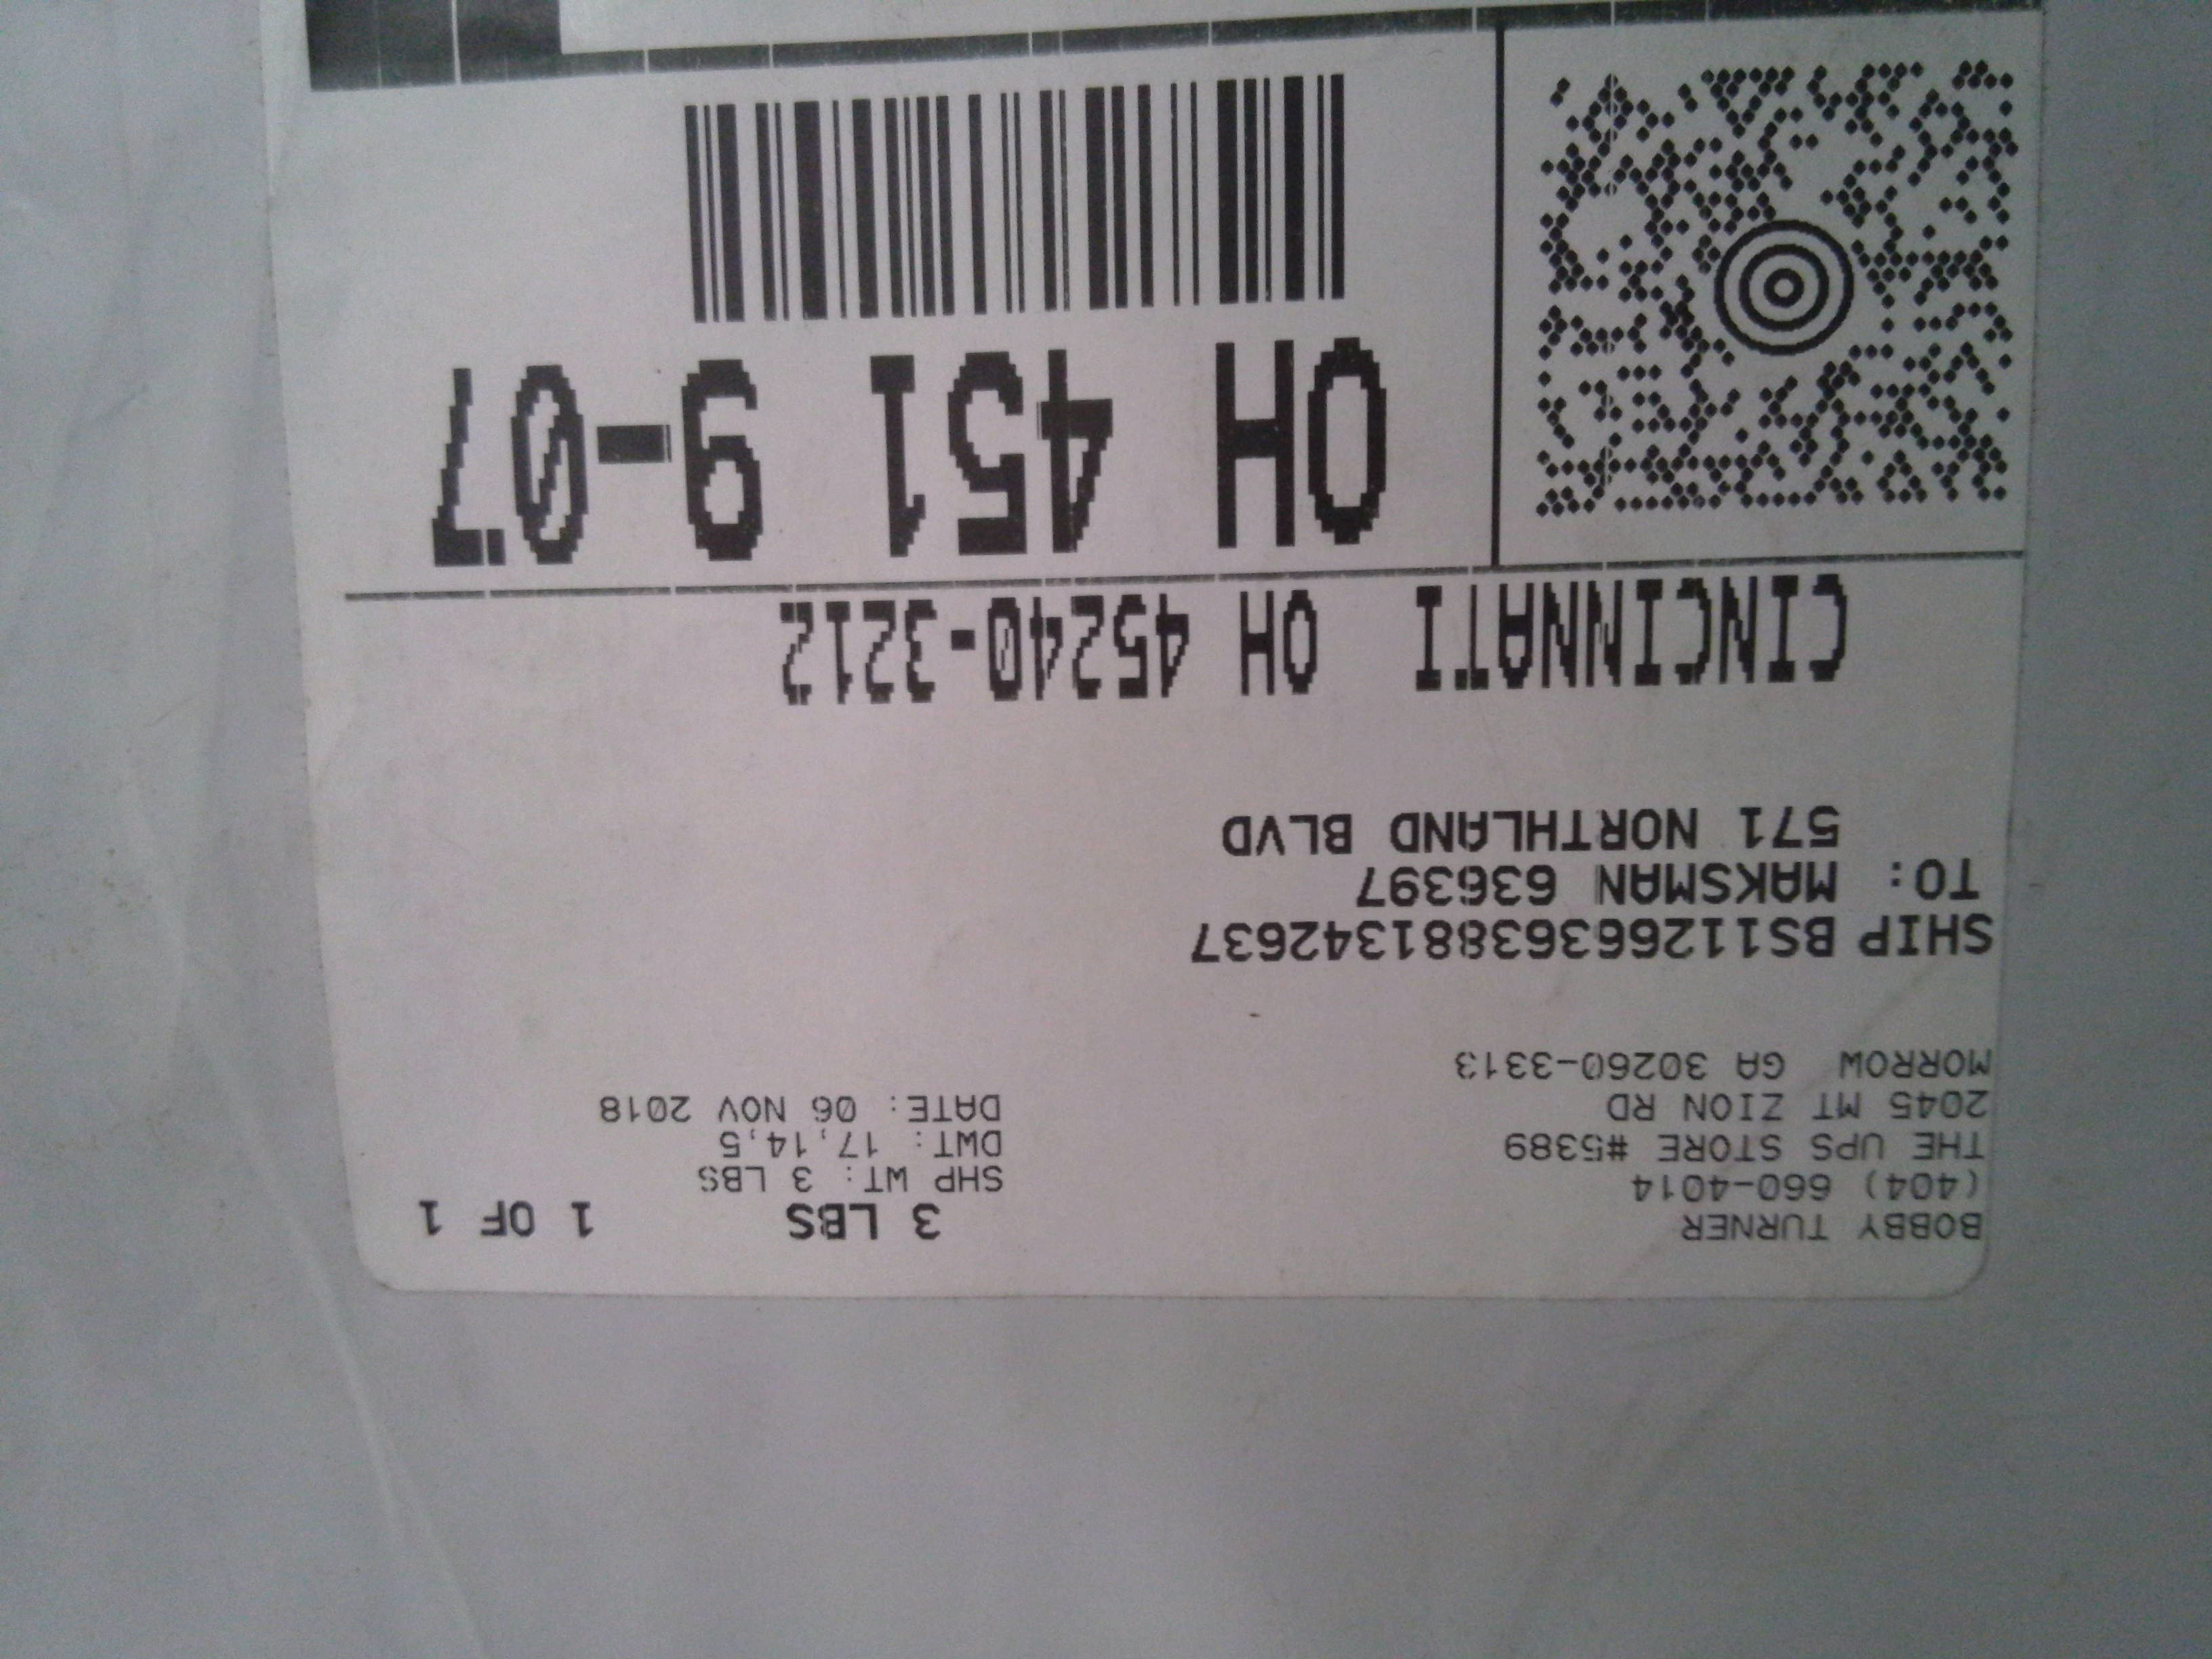 BOBBY TURNER
(404) 660-4014
THE UPS STORE #5389
2045 MT ZION RD
MORROW GA 30260-3313
3 LBS 1 OF 1
SHP WT: 3 LBS
DWT: 17,14,5
DATE: 06 NOV 2018
SHIP BS11266363881342637
TO: MAKSMAN 636397
571 NORTHLAND BLVD
CINCINNATI OH 45240-3212
OH 451 9-07